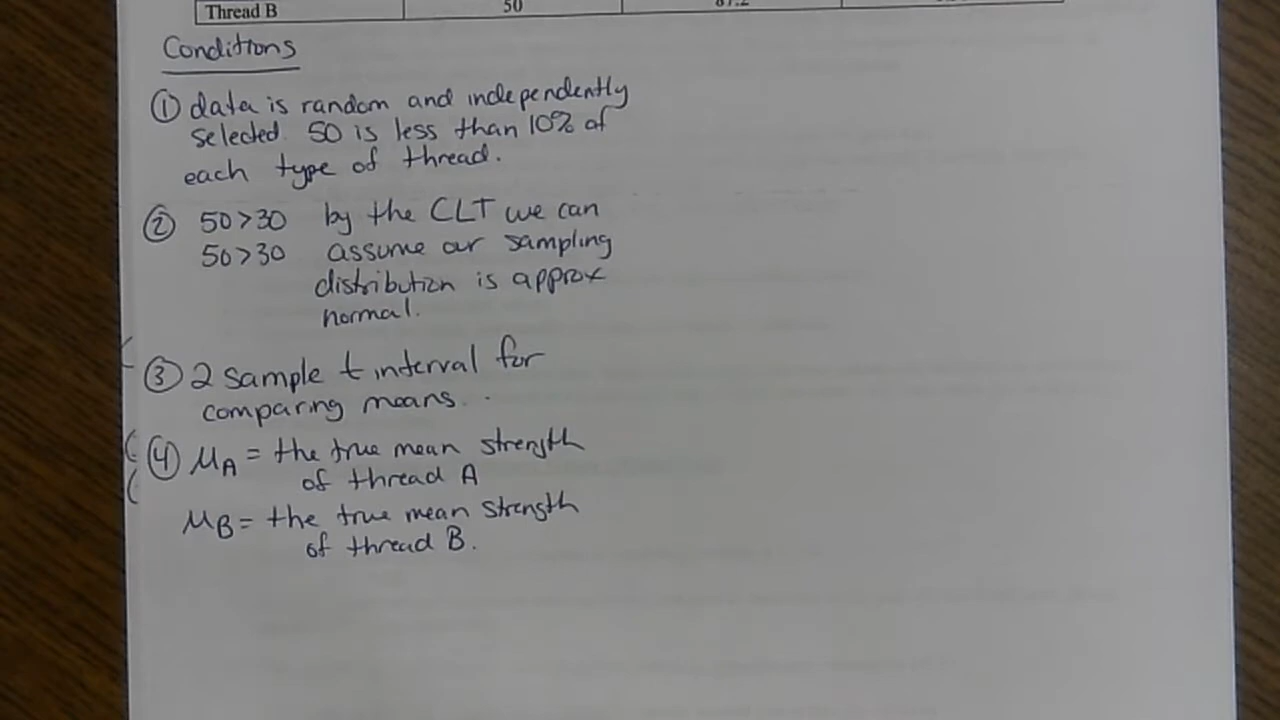 Thread B 50 87.2
Conditions
① data is random and independently
selected. 50 is less than 10% of
each type of thread.
② 50>30 by the CLT we can
50>30 assume our sampling
distribution is approx
normal.
③ 2 sample t interval for
comparing means.
④ μA = the true mean strength
of thread A
μB = the true mean strength
of thread B.